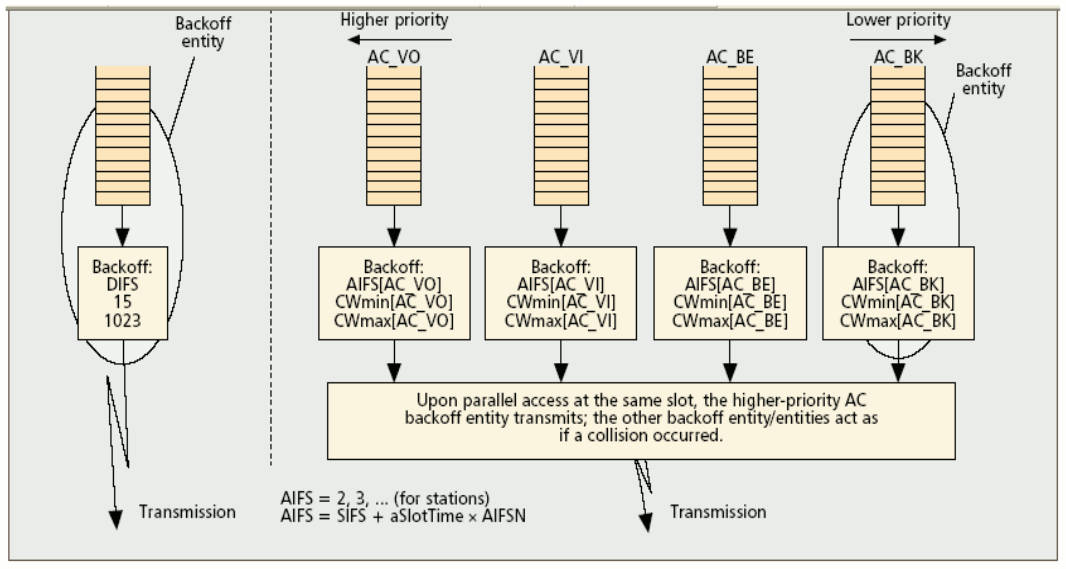 Backoff
entity
Higher priority
Lower priority
AC_VO
AC_VI
AC_BE
AC_BK
Backoff
entity
Backoff:
DIFS
15
1023
Backoff:
AIFS[AC_VO]
CWmin[AC_VO]
CWmax[AC_VO]
Backoff:
AIFS[AC_VI]
CWmin[AC_VI]
CWmax[AC_VI]
Backoff:
AIFS[AC_BE]
CWmin[AC_BE]
CWmax[AC_BE]
Backoff:
AIFS[AC_BK]
CWmin[AC_BK]
CWmax[AC_BK]
Upon parallel access at the same slot, the higher-priority AC
backoff entity transmits; the other backoff entity/entities act as
if a collision occurred.
Transmission
AIFS = 2, 3, ... (for stations)
AIFS = SIFS + aSlotTime × AIFSN
Transmission